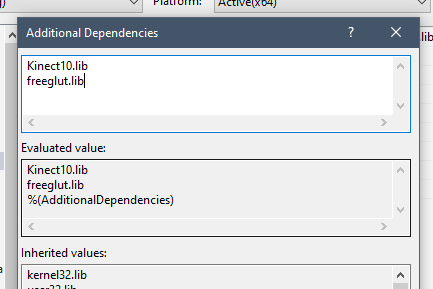 Platform:
Active(x64)
Additional Dependencies
?
Kinect10.lib
freeglut.lib
Evaluated value:
Kinect10.lib
freeglut.lib
%(AdditionalDependencies)
Inherited values:
kernel32.lib